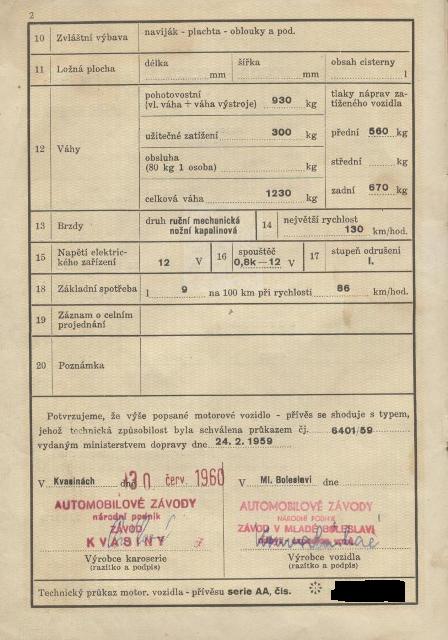 2
10 Zvláštní výbava naviják - plachta - oblouky a pod.
11 Ložná plocha délka mm šířka mm obsah cisterny l
12 Váhy
pohotovostní
(vl. váha + váha výstroje) 930 kg
užitečné zatížení 300 kg
obsluha
(80 kg 1 osoba) kg
celková váha 1230 kg
tlaky náprav za-
tíženého vozidla
přední 560 kg
střední kg
zadní 670 kg
13 Brzdy druh ruční mechanická
nožní kapalinová
14 největší rychlost
130 km/hod.
15 Napětí elektric-
kého zařízení 12 V
16 spouštěč
0,8k—12 V
17 stupeň odrušení
I.
18 Základní spotřeba l 9 na 100 km při rychlosti 86 km/hod.
19 Záznam o celním
projednání
20 Poznámka
Potvrzujeme, že výše popsané motorové vozidlo - přívěs se shoduje s typem,
jehož technická způsobilost byla schválena průkazem čj. 6401/59
vydaným ministerstvem dopravy dne 24. 2. 1959
V Kvasinách dne 30 červ. 1960
V Ml. Boleslavi dne
AUTOMOBILOVÉ ZÁVODY
národní podnik
ZÁVOD
KVASINY
AUTOMOBILOVÉ ZÁVODY
NÁRODNÍ PODNIK
ZÁVOD V MLADÉ BOLESLAVI
Výrobce karoserie
(razítko a podpis)
Výrobce vozidla
(razítko a podpis)
Technický průkaz motor. vozidla - přívěsu serie AA, čís.